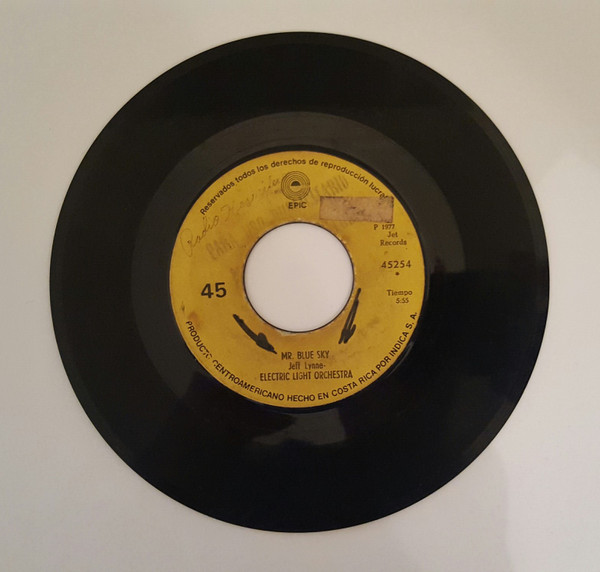 Reservados todos los derechos de reproducción
EPIC
Radio
P 1977
Jet
Records
45254
45
Tiempo
5:55
MR. BLUE SKY
Jeff Lynne-
ELECTRIC LIGHT ORCHESTRA
PRODUCTO CENTROAMERICANO HECHO EN COSTA RICA POR INDICA S. A.